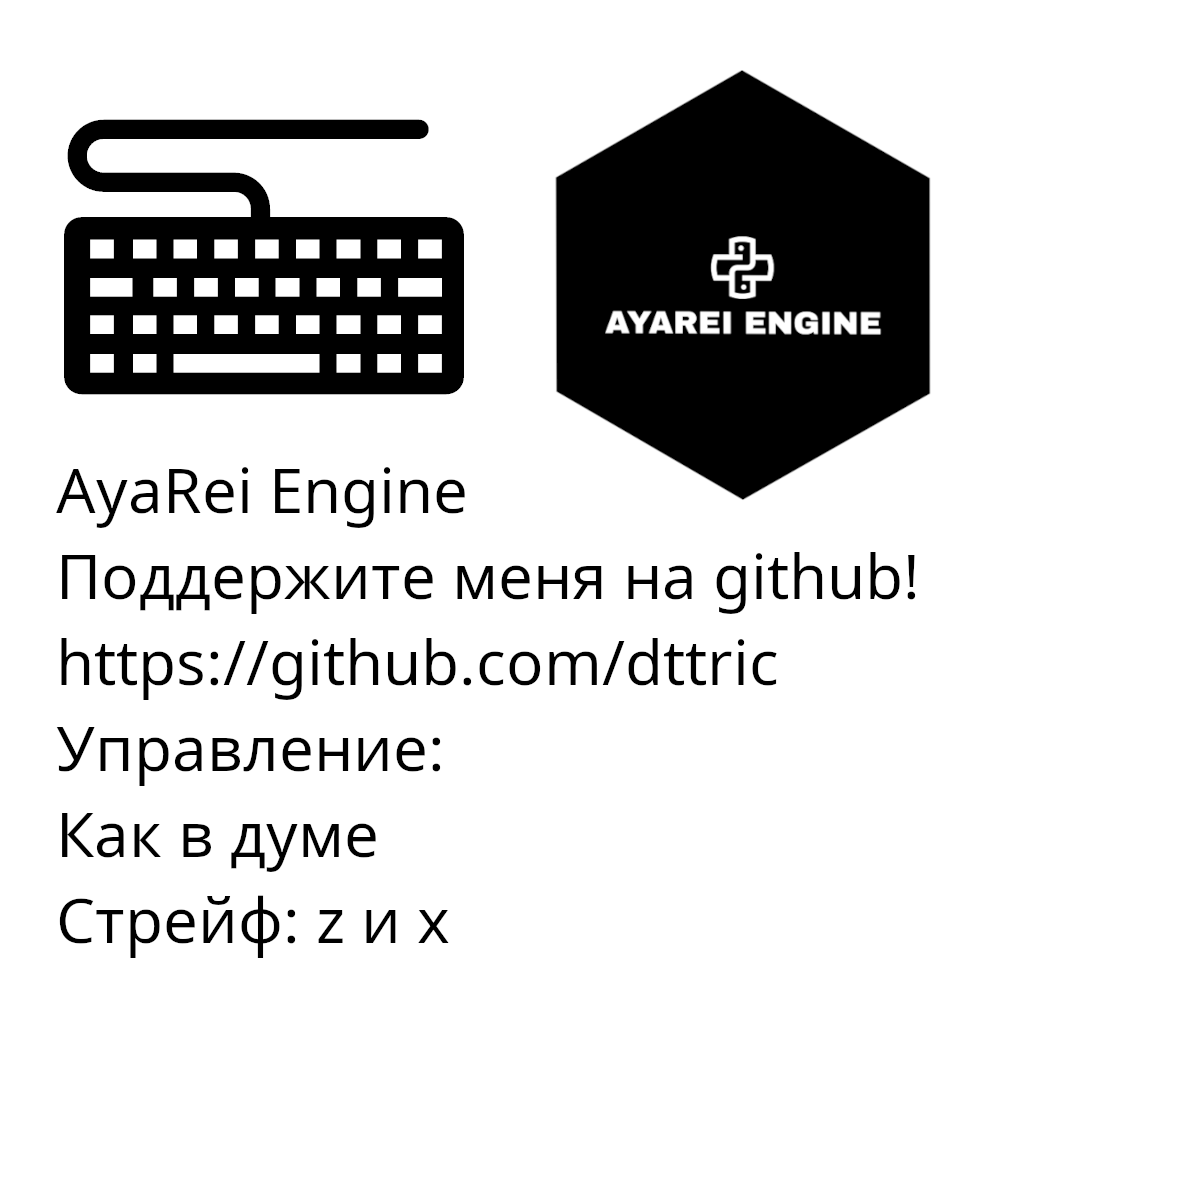 AYAREI ENGINE
AyaRei Engine
Поддержите меня на github!
https://github.com/dttric
Управление:
Как в думе
Стрейф: z и x